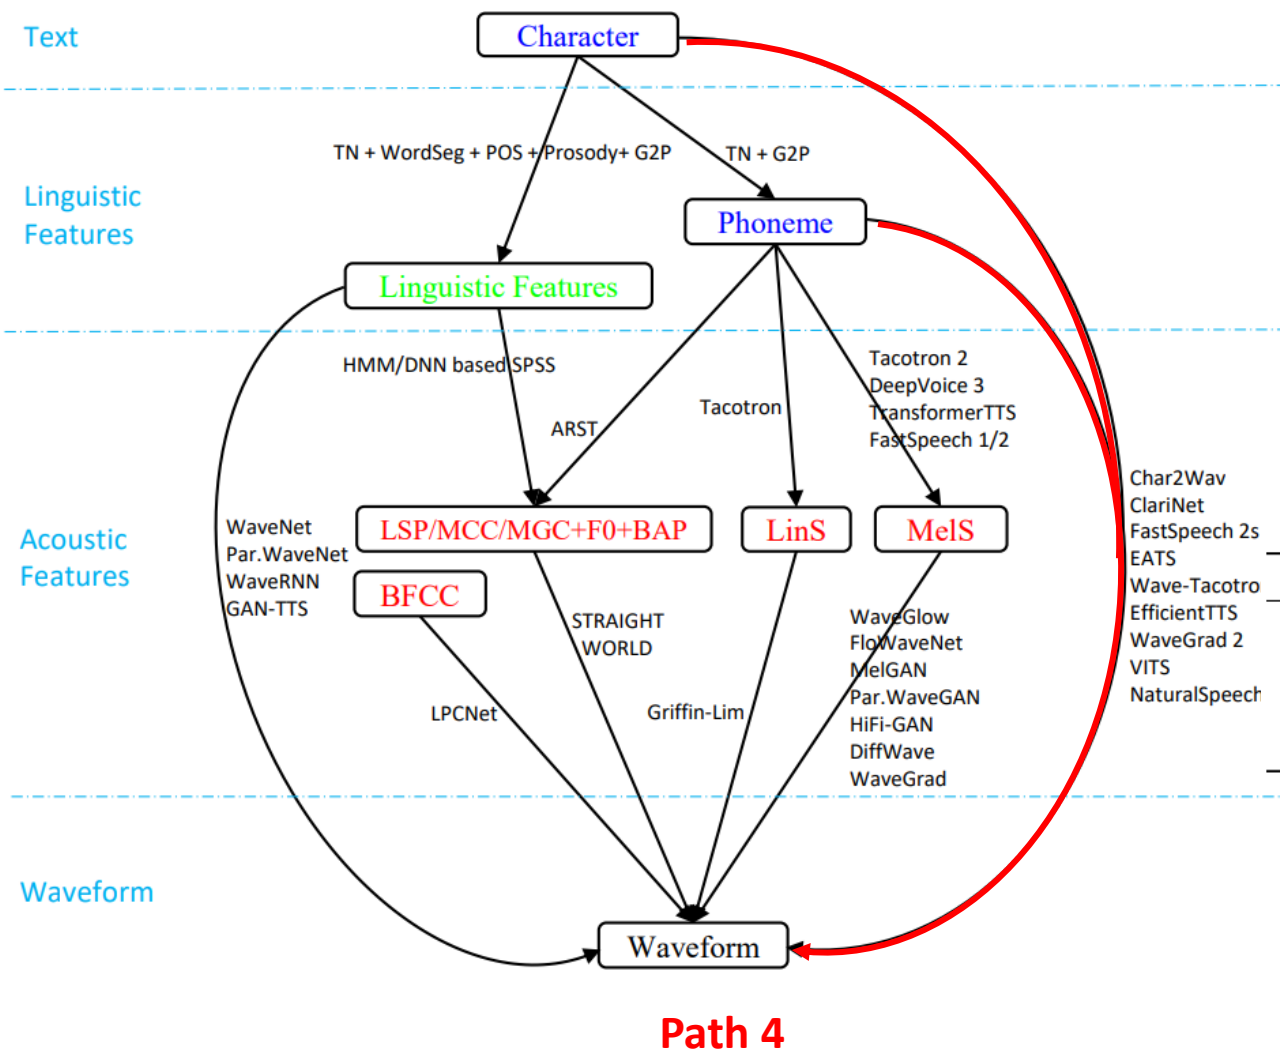 Text
Character
TN + WordSeg + POS + Prosody+ G2P
TN + G2P
Linguistic
Features
Phoneme
Linguistic Features
HMM/DNN based SPSS
ARST
Tacotron
Tacotron 2
DeepVoice 3
TransformerTTS
FastSpeech 1/2
Acoustic
Features
WaveNet
Par.WaveNet
WaveRNN
GAN-TTS
LSP/MCC/MGC+F0+BAP
LinS
MelS
BFCC
STRAIGHT
WORLD
LPCNet
Griffin-Lim
WaveGlow
FloWaveNet
MelGAN
Par.WaveGAN
HiFi-GAN
DiffWave
WaveGrad
Char2Wav
ClariNet
FastSpeech 2s
EATS
Wave-Tacotro
EfficientTTS
WaveGrad 2
VITS
NaturalSpeech
Waveform
Waveform
Path 4